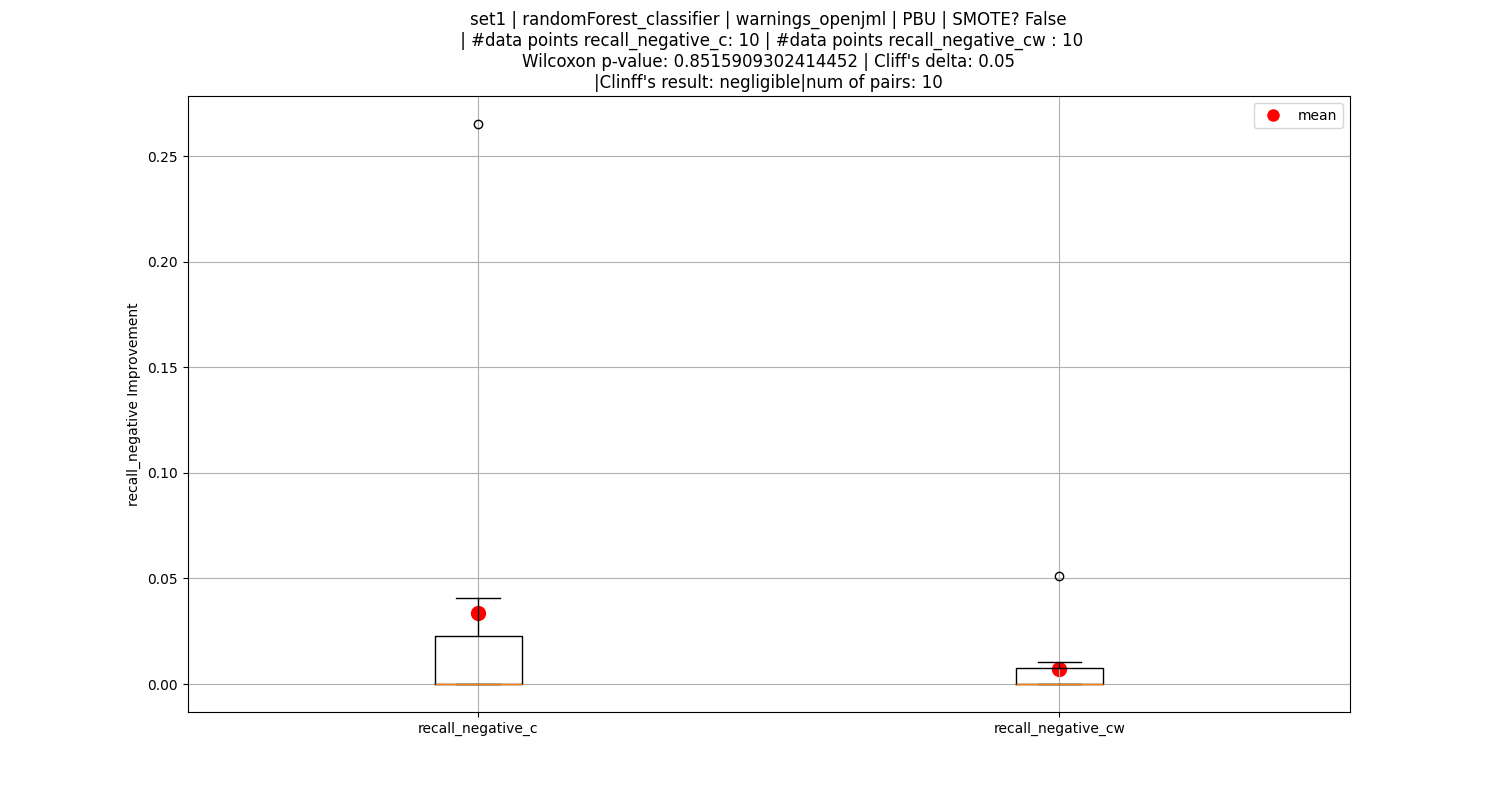 set1 | randomForest_classifier | warnings_openjml | PBU | SMOTE? False
| #data points recall_negative_c: 10 | #data points recall_negative_cw : 10
Wilcoxon p-value: 0.8515909302414452 | Cliff's delta: 0.05
|Clinff's result: negligible|num of pairs: 10
mean
0.25
0.20
0.15
0.10
0.05
0.00
recall_negative Improvement
recall_negative_c
recall_negative_cw